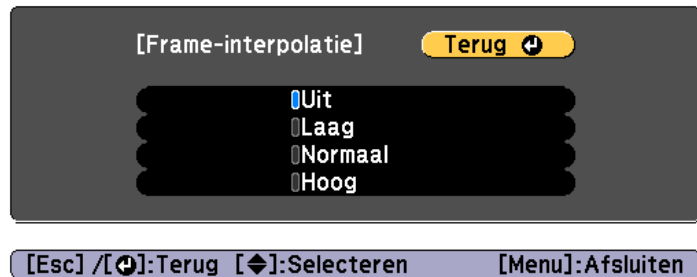 [Frame-interpolatie] Terug
Uit
Laag
Normaal
Hoog
[Esc] /[⏎]:Terug [◆]:Selecteren [Menu]:Afsluiten